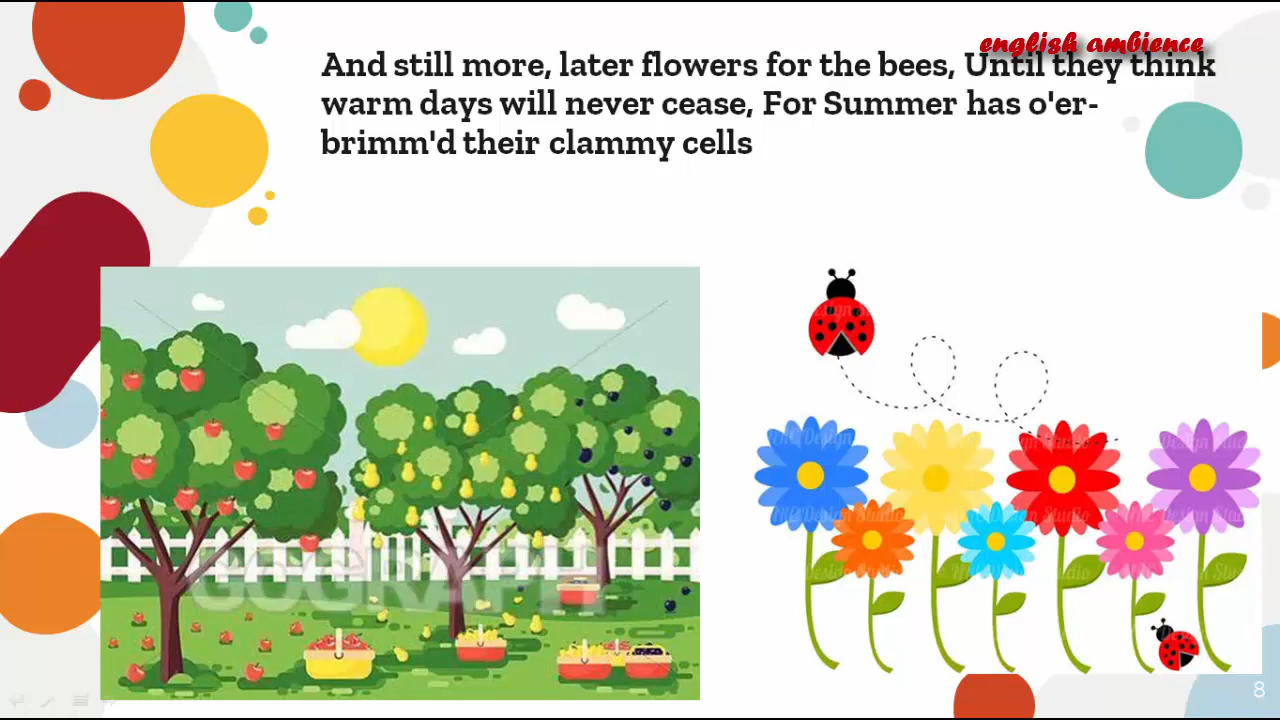 english ambience
And still more, later flowers for the bees, Until they think
warm days will never cease, For Summer has o'er-
brimm'd their clammy cells
GOGRAPH
8